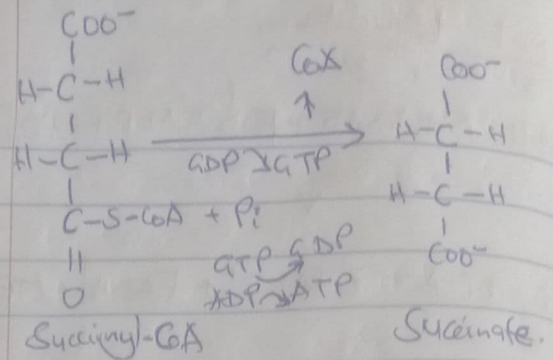 COO⁻
H-C-H
H-C-H
C-S-CoA + Pi
||
O
Succinyl-CoA
CoA
GDP GTP
GTP GDP
ADP ATP
COO⁻
H-C-H
H-C-H
COO⁻
Succinate.